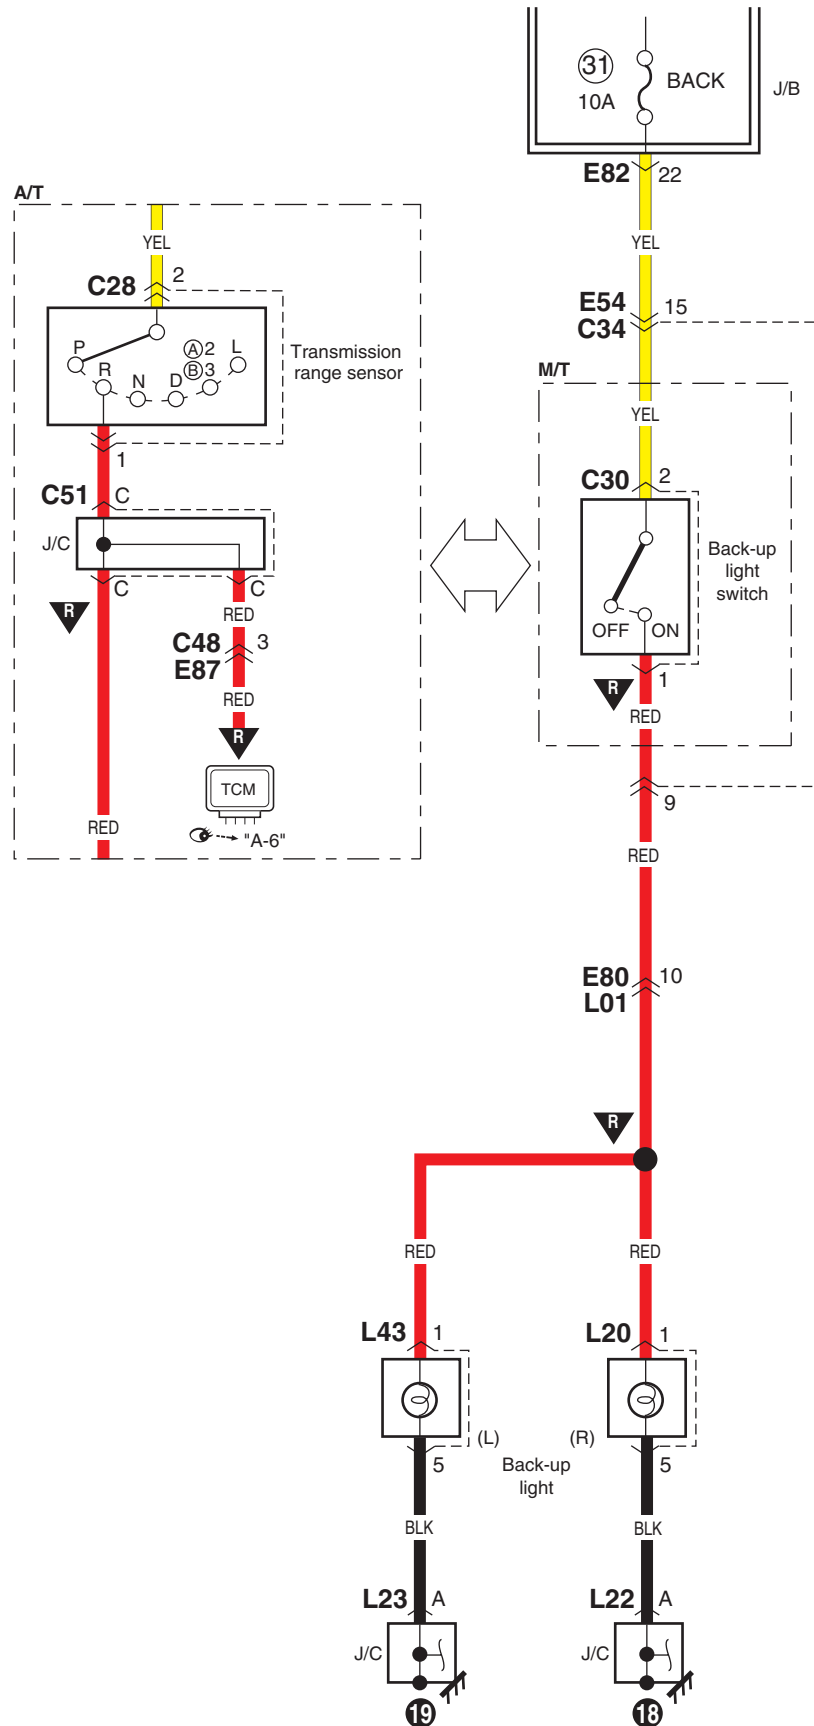 31
10A
BACK
J/B
E82
22
A/T
YEL
YEL
C28
2
E54
15
C34
P
R
N
D
A 2
B 3
L
Transmission
range sensor
M/T
YEL
1
C30
2
C51
C
J/C
Back-up
light
switch
OFF
ON
C
C
R
RED
C48
3
E87
RED
1
R
RED
R
TCM
"A-6"
9
RED
RED
E80
10
L01
R
RED
RED
L43
1
L20
1
(L)
(R)
5
Back-up
light
5
BLK
BLK
L23
A
L22
A
J/C
J/C
19
18